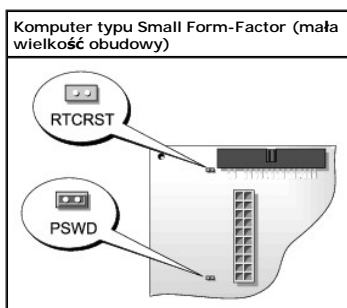 Komputer typu Small Form-Factor (mała
wielkość obudowy)
RTCRST
PSWD